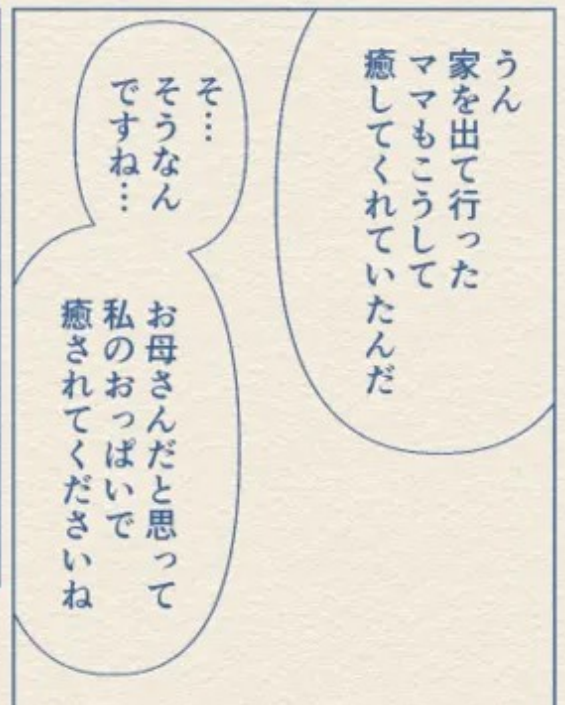 うん
家を出て行った
ママもこうして
癒してくれていたんだ
そ…
そうなん
ですね…
お母さんだと思って
私のおっぱいで
癒されてくださいね